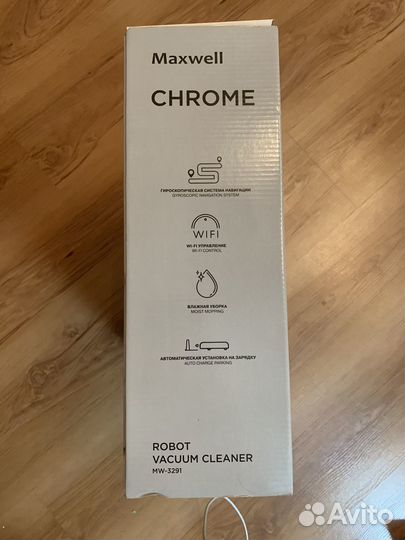 Maxwell
CHROME
ГИРОСКОПИЧЕСКАЯ СИСТЕМА НАВИГАЦИИ
GYROSCOPIC NAVIGATION SYSTEM
WIFI
WI-FI УПРАВЛЕНИЕ
WI-FI CONTROL
ВЛАЖНАЯ УБОРКА
MOIST MOPPING
АВТОМАТИЧЕСКАЯ УСТАНОВКА НА ЗАРЯДКУ
AUTO CHARGE PARKING
ROBOT
VACUUM CLEANER
MW-3291
Avito